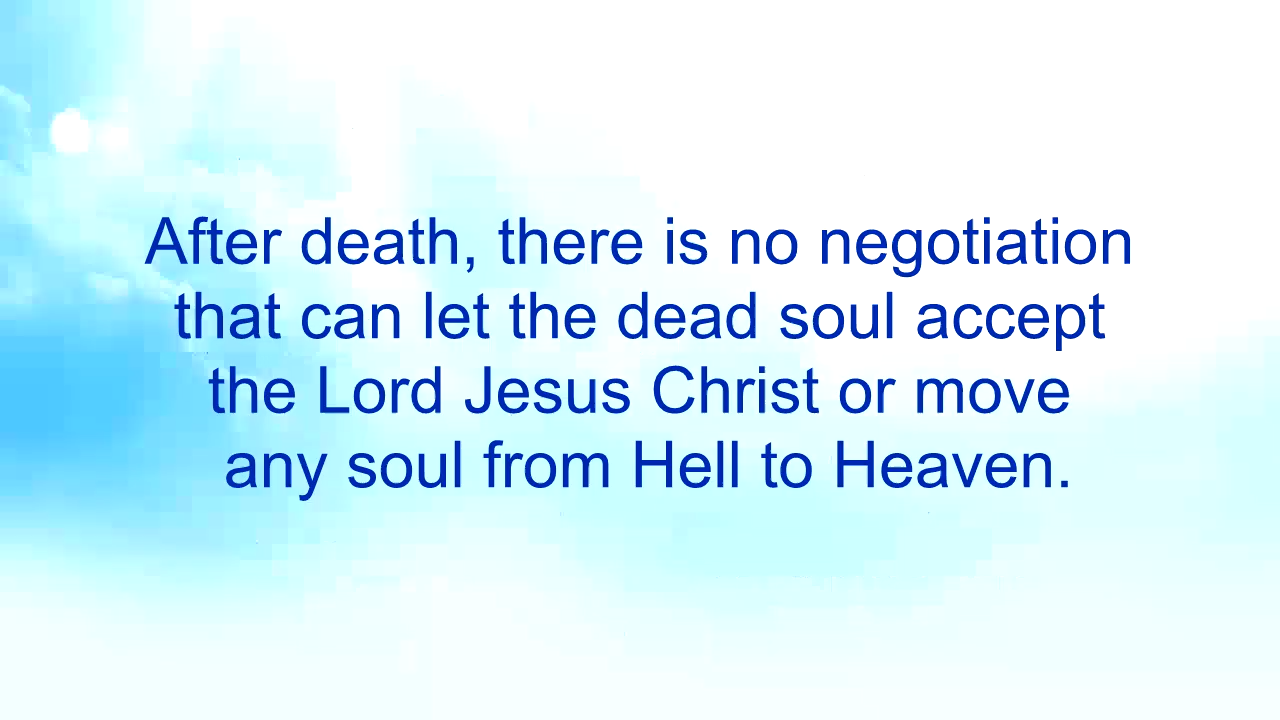 After death, there is no negotiation
that can let the dead soul accept
the Lord Jesus Christ or move
any soul from Hell to Heaven.